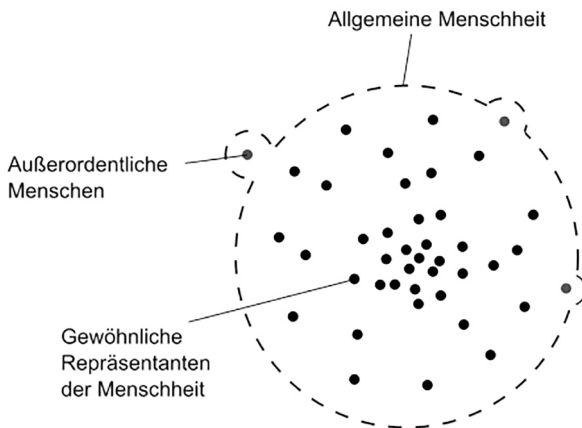 Allgemeine Menschheit
Außerordentliche
Menschen
Gewöhnliche
Repräsentanten
der Menschheit